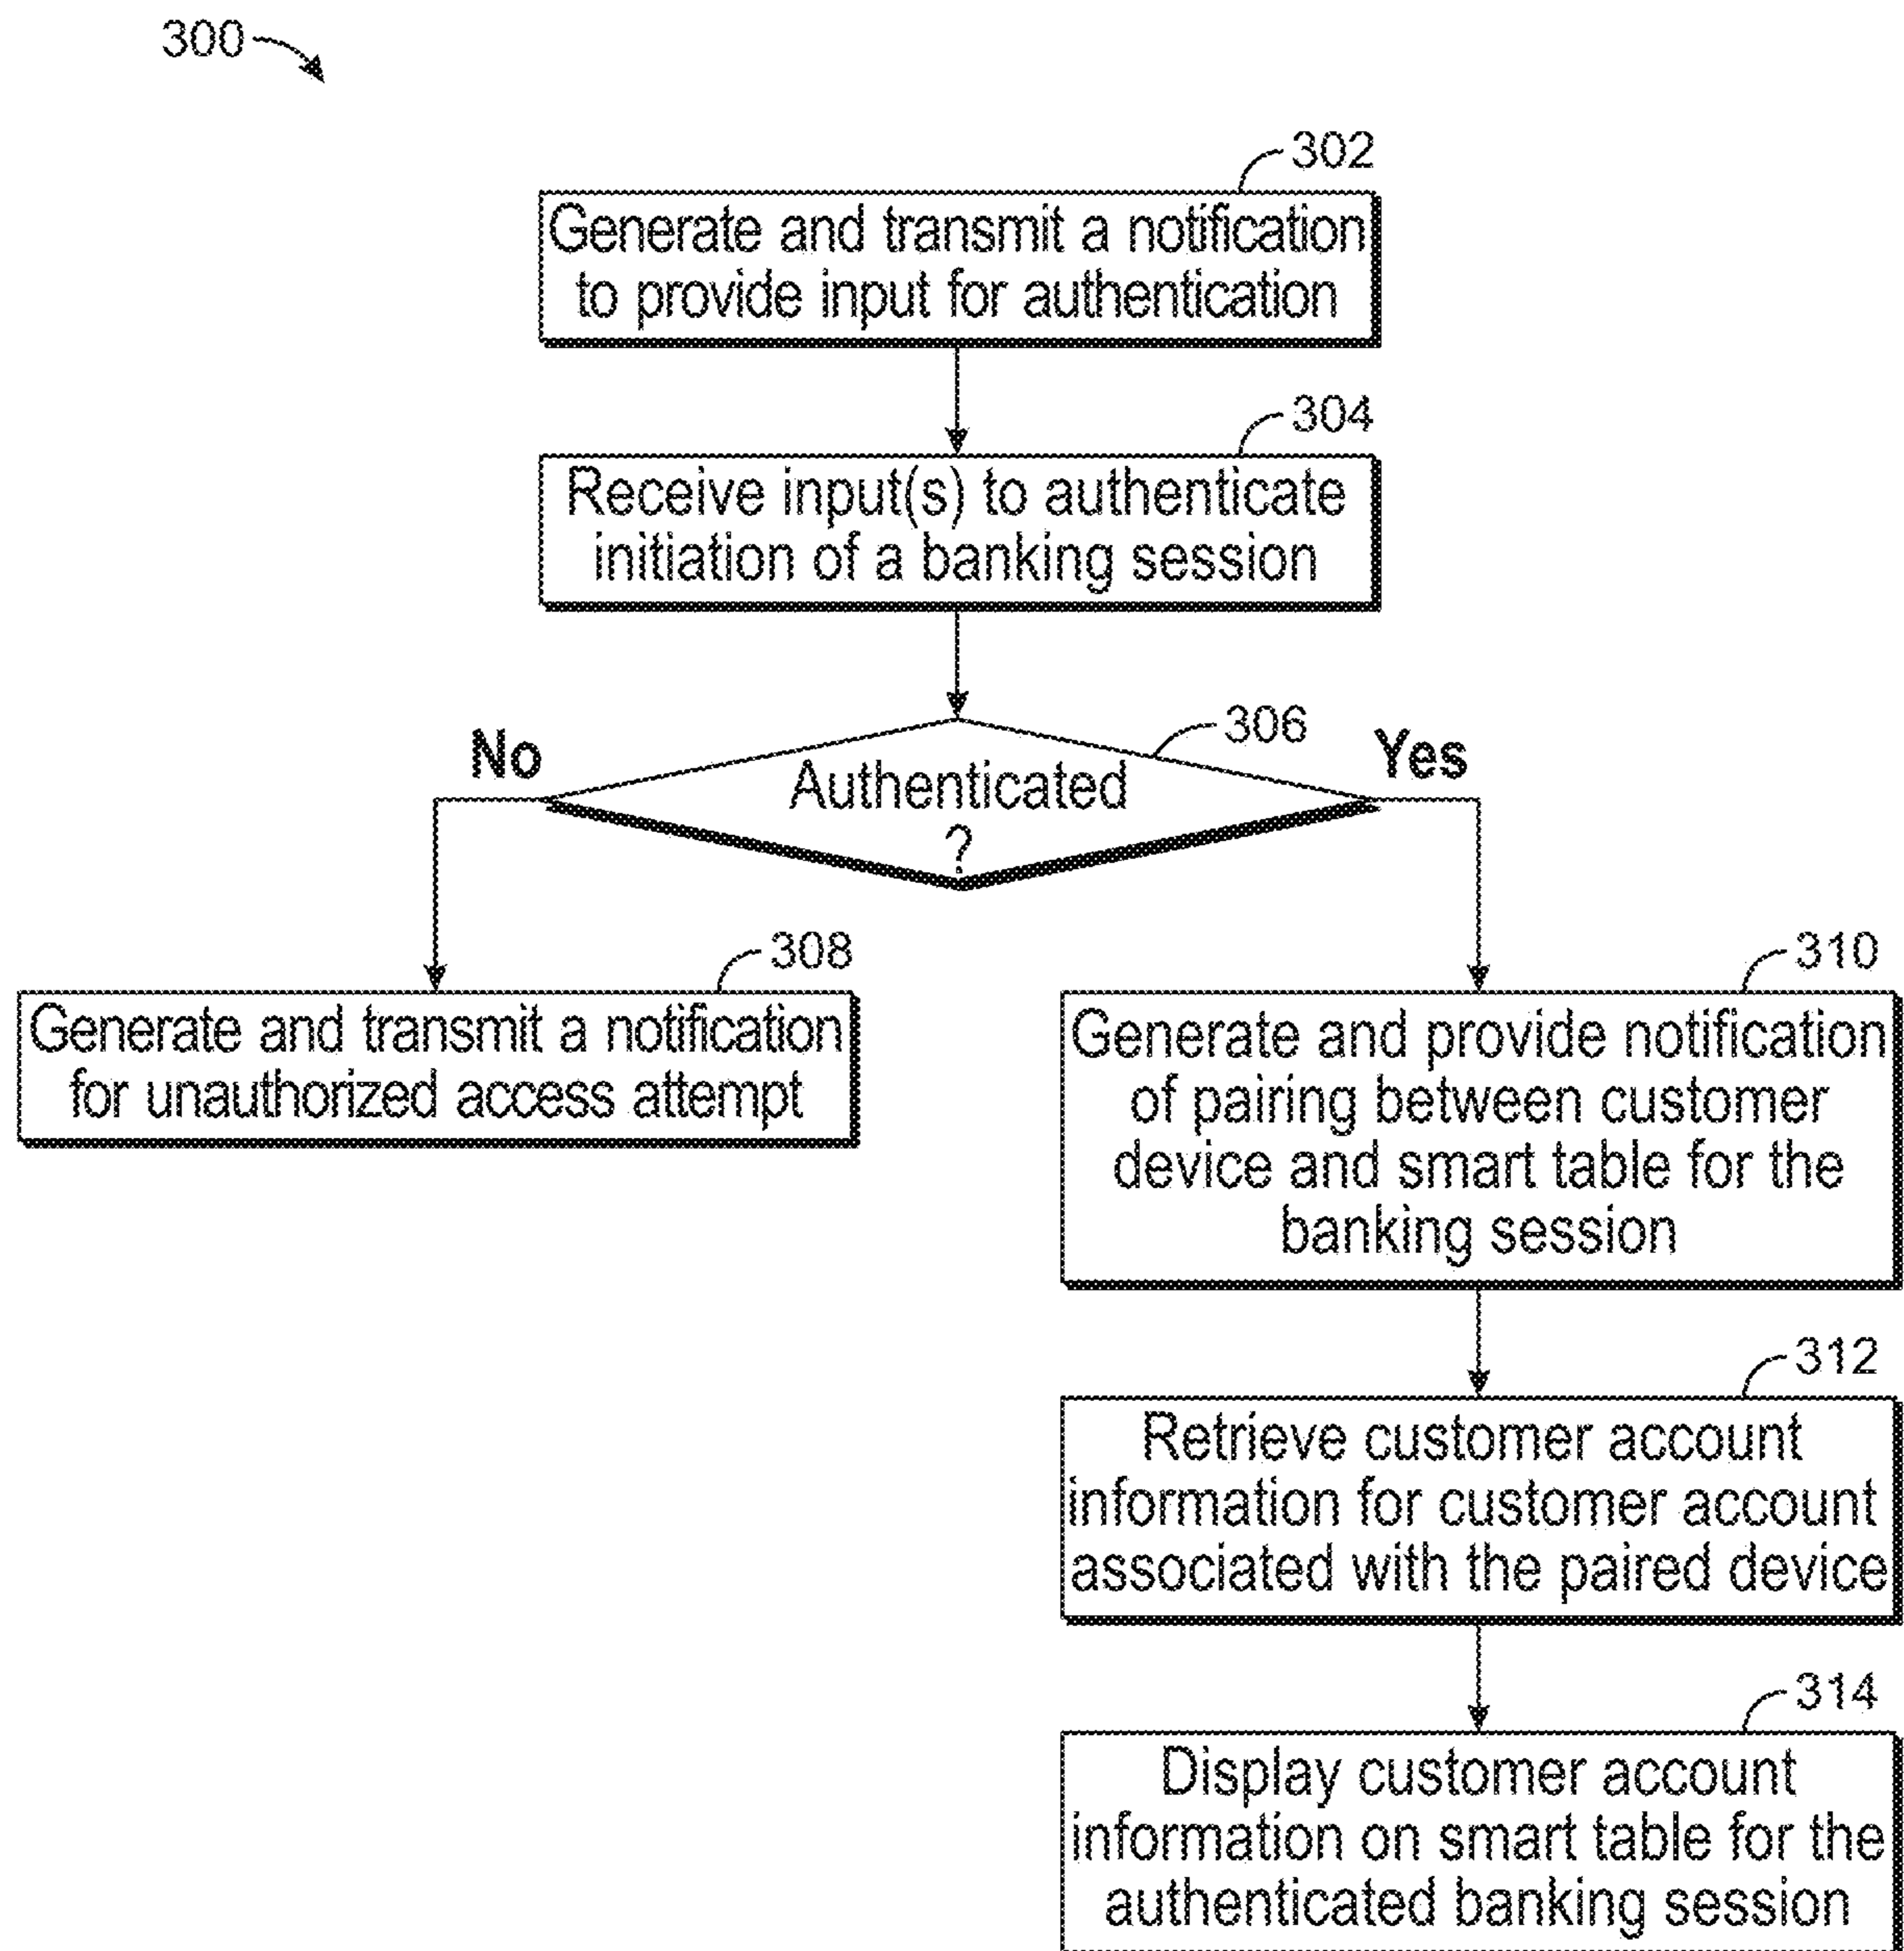 300
302
Generate and transmit a notification
to provide input for authentication
304
Receive input(s) to authenticate
initiation of a banking session
306
No
Yes
Authenticated
?
308
Generate and transmit a notification
for unauthorized access attempt
310
Generate and provide notification
of pairing between customer
device and smart table for the
banking session
312
Retrieve customer account
information for customer account
associated with the paired device
314
Display customer account
information on smart table for the
authenticated banking session